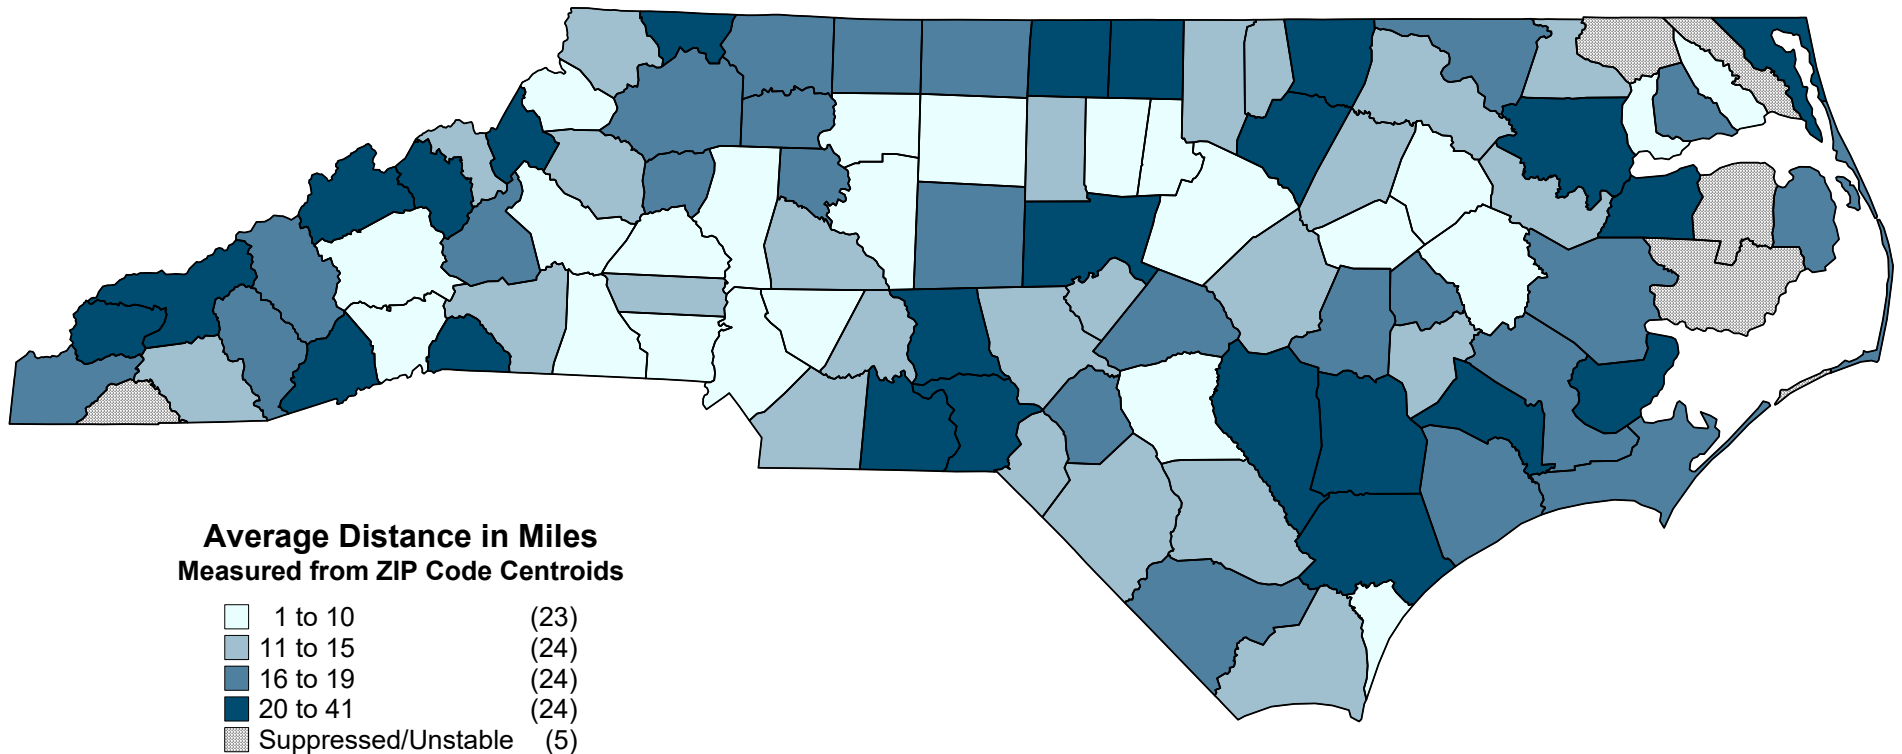 Average Distance in Miles
Measured from ZIP Code Centroids
1 to 10 (23)
11 to 15 (24)
16 to 19 (24)
20 to 41 (24)
Suppressed/Unstable (5)